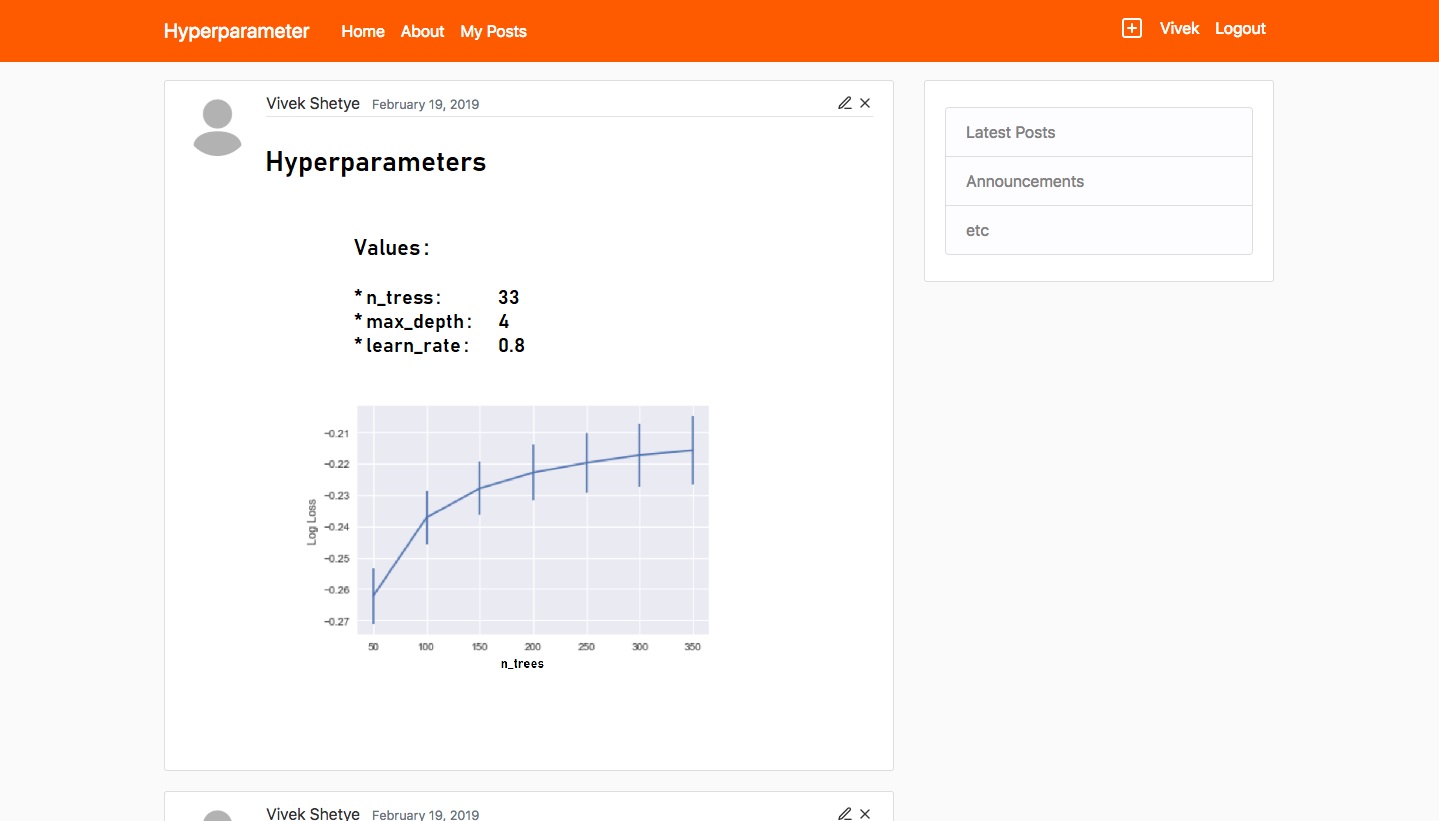 Hyperparameter Home About My Posts Vivek Logout
Vivek Shetye February 19, 2019
Hyperparameters
Values:
* n_tress: 33
* max_depth: 4
* learn_rate: 0.8
Log Loss
-0.21
-0.22
-0.23
-0.24
-0.25
-0.26
-0.27
50 100 150 200 250 300 350
n_trees
Latest Posts
Announcements
etc
Vivek Shetye February 19, 2019